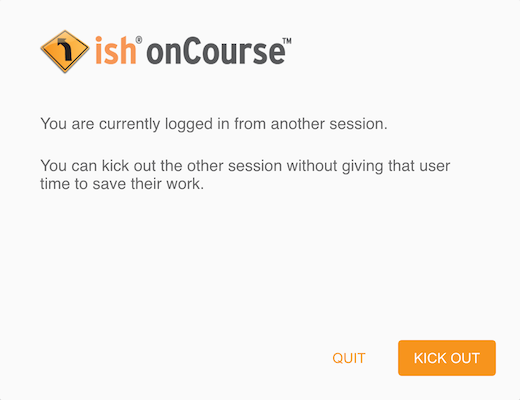 ish® onCourse™
You are currently logged in from another session.
You can kick out the other session without giving that user
time to save their work.
QUIT
KICK OUT